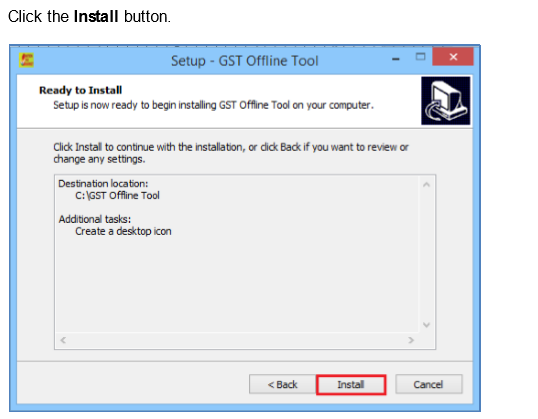 Click the Install button.
Setup - GST Offline Tool
Ready to Install
Setup is now ready to begin installing GST Offline Tool on your computer.
Click Install to continue with the installation, or click Back if you want to review or
change any settings.
Destination location:
C:\GST Offline Tool
Additional tasks:
Create a desktop icon
< Back
Install
Cancel